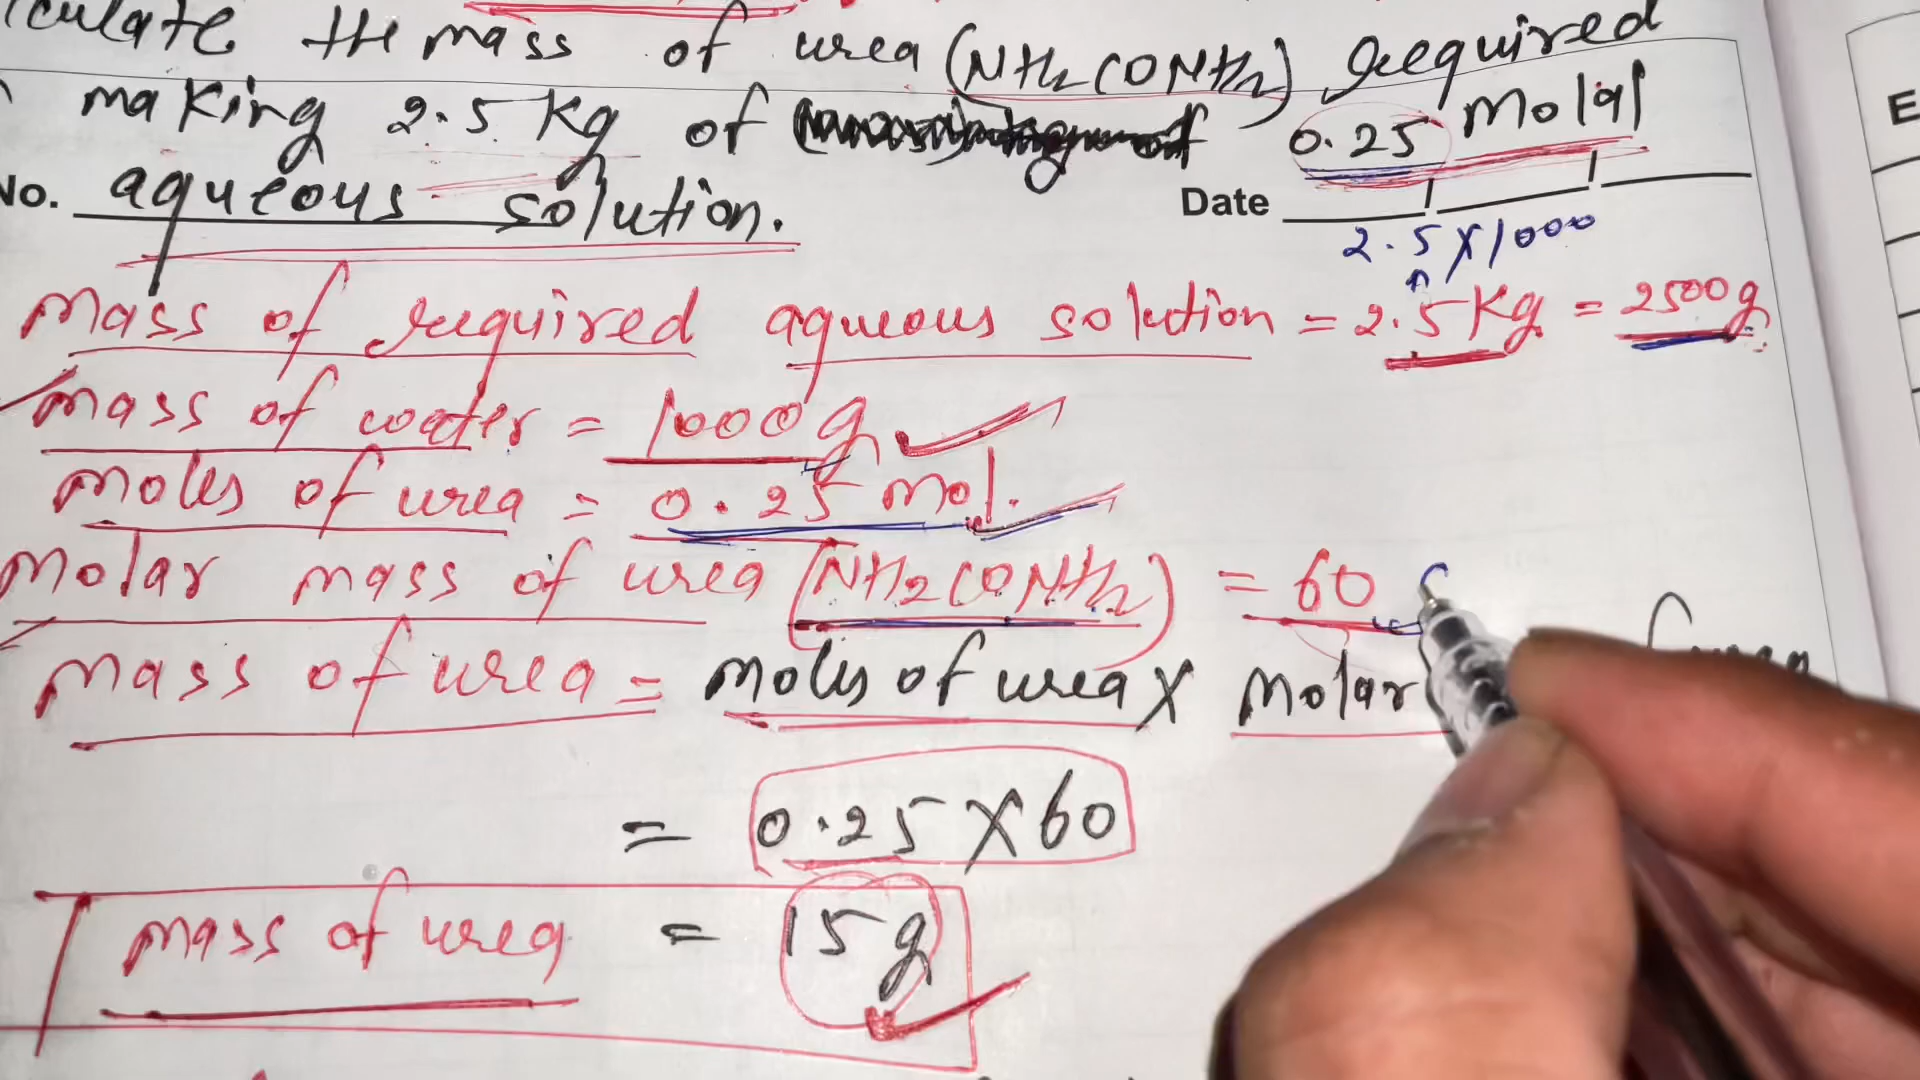 culate the mass of urea (NH2CONH2) required
making 2.5 Kg of 0.25 molal
No. aqueous solution. Date
2.5X1000
Mass of required aqueous solution = 2.5 Kg = 2500g
Mass of water = 1000g
Moles of urea = 0.25 mol.
Molar mass of urea (NH2CONH2) = 60
Mass of urea = moles of urea X Molar
= 0.25 X 60
Mass of urea = 15g
E